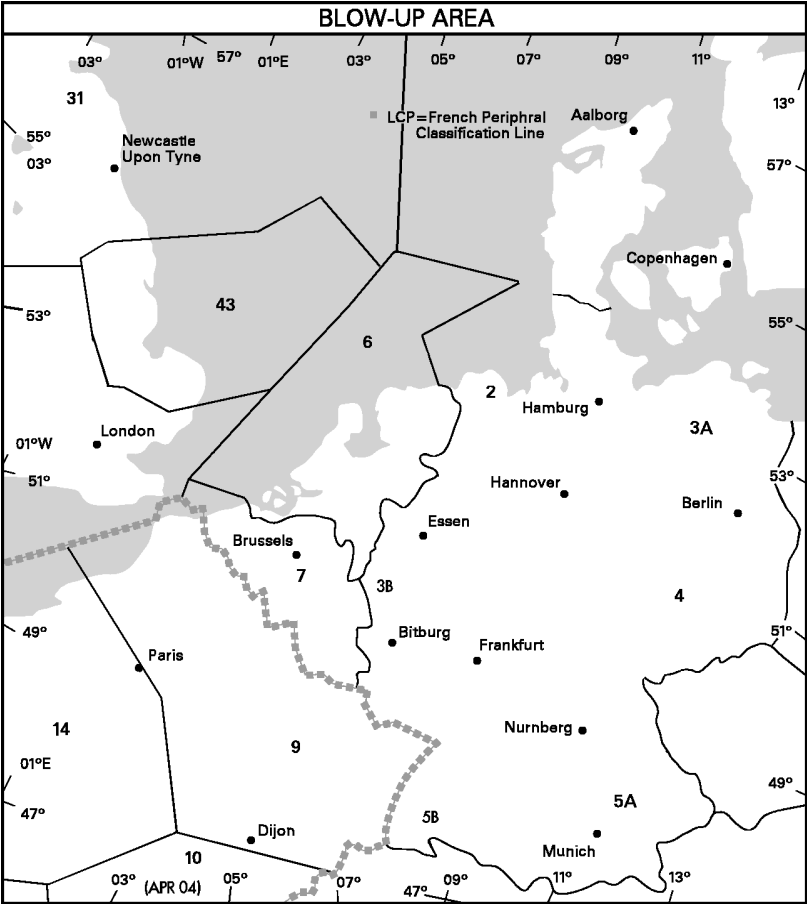 BLOW-UP AREA
03°
01°W
57°
01°E
03°
05°
07°
09°
11°
31
13°
LCP=French Periphral
Classification Line
Aalborg
55°
03°
Newcastle
Upon Tyne
57°
Copenhagen
43
53°
55°
6
2
Hamburg
3A
London
01°W
51°
53°
Hannover
Berlin
Essen
Brussels
7
3B
4
49°
51°
Bitburg
Frankfurt
Paris
14
Nurnberg
9
01°E
49°
47°
5B
5A
Dijon
Munich
10
03°
(APR 04)
05°
07°
47°
09°
11°
13°